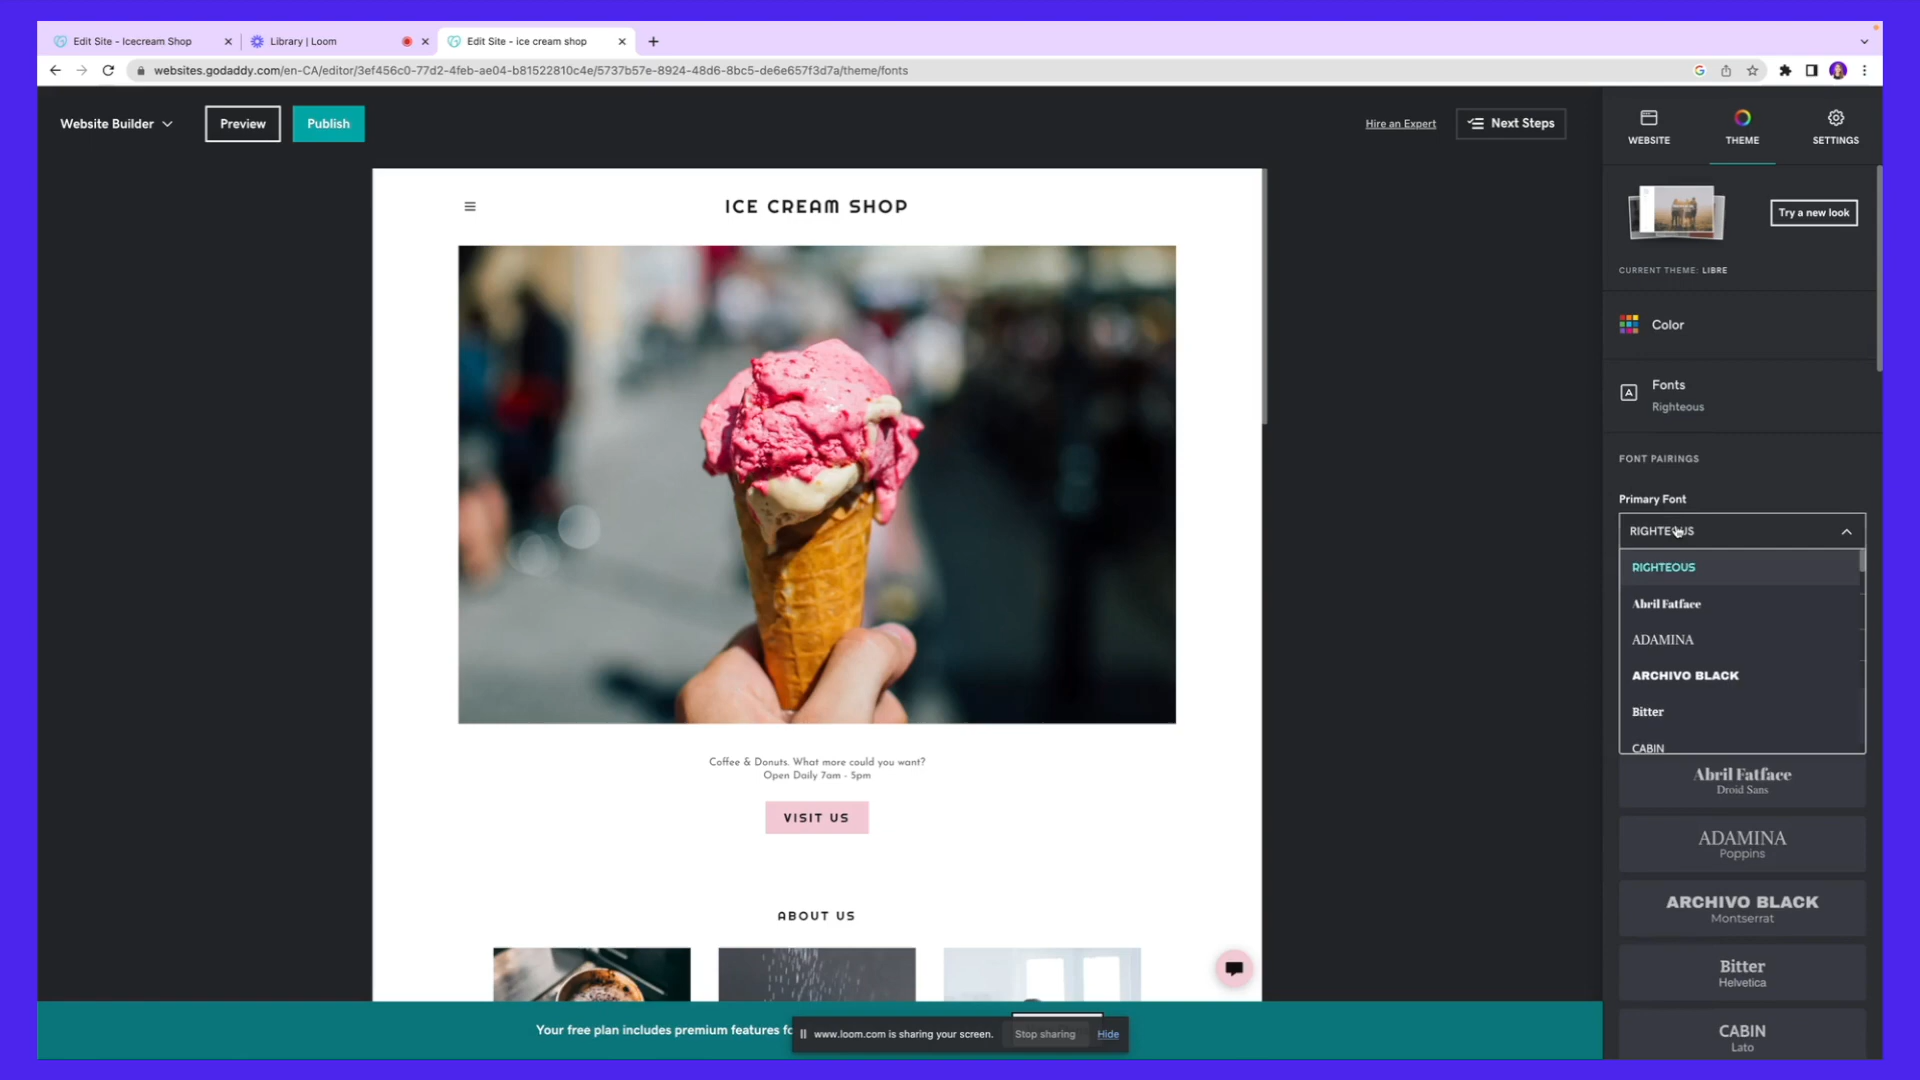 Edit Site - Icecream Shop
Library | Loom
Edit Site - ice cream shop
websites.godaddy.com/en-CA/editor/3ef456c0-77d2-4feb-ae04-b81522810c4e/5737b57e-8924-48d6-8bc5-de6e657f3d7a/theme/fonts
Website Builder
Preview
Publish
Hire an Expert
Next Steps
WEBSITE
THEME
SETTINGS
ICE CREAM SHOP
Try a new look
CURRENT THEME: LIBRE
Color
Fonts
Righteous
FONT PAIRINGS
Primary Font
RIGHTEOUS
RIGHTEOUS
Abril Fatface
ADAMINA
ARCHIVO BLACK
Bitter
CABIN
Abril Fatface
Droid Sans
ADAMINA
Poppins
ARCHIVO BLACK
Montserrat
Bitter
Helvetica
CABIN
Lato
Coffee & Donuts. What more could you want?
Open Daily 7am - 5pm
VISIT US
ABOUT US
Your free plan includes premium features
www.loom.com is sharing your screen.
Stop sharing
Hide